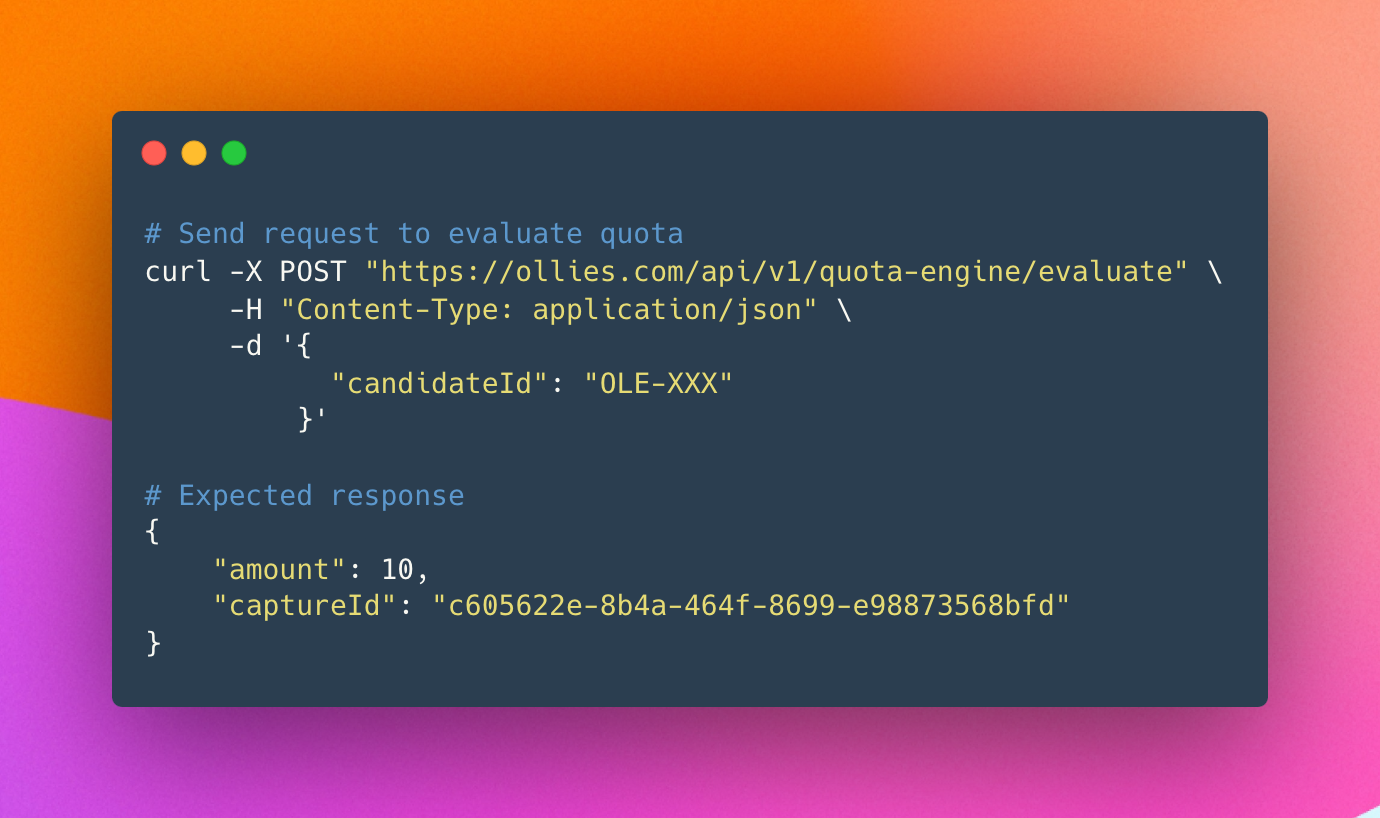 # Send request to evaluate quota
curl -X POST "https://ollies.com/api/v1/quota-engine/evaluate" \
     -H "Content-Type: application/json" \
     -d '{
           "candidateId": "OLE-XXX"
         }'

# Expected response
{
    "amount": 10,
    "captureId": "c605622e-8b4a-464f-8699-e98873568bfd"
}